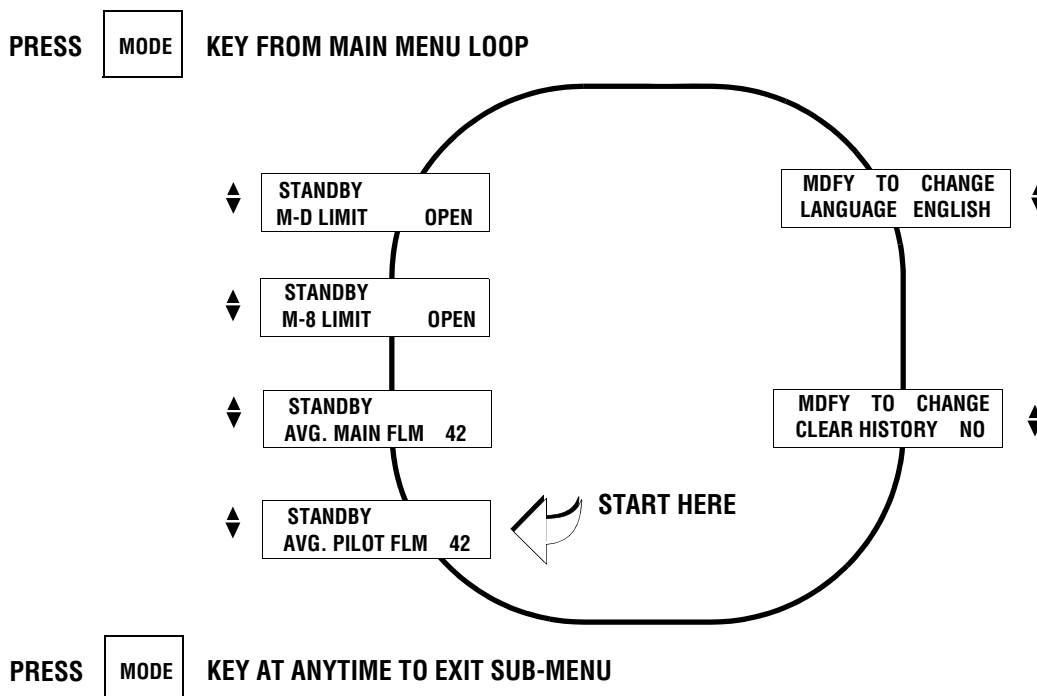 PRESS MODE KEY FROM MAIN MENU LOOP
STANDBY
M-D LIMIT OPEN
MDFY TO CHANGE
LANGUAGE ENGLISH
STANDBY
M-8 LIMIT OPEN
STANDBY
AVG. MAIN FLM 42
MDFY TO CHANGE
CLEAR HISTORY NO
STANDBY
AVG. PILOT FLM 42
START HERE
PRESS MODE KEY AT ANYTIME TO EXIT SUB-MENU